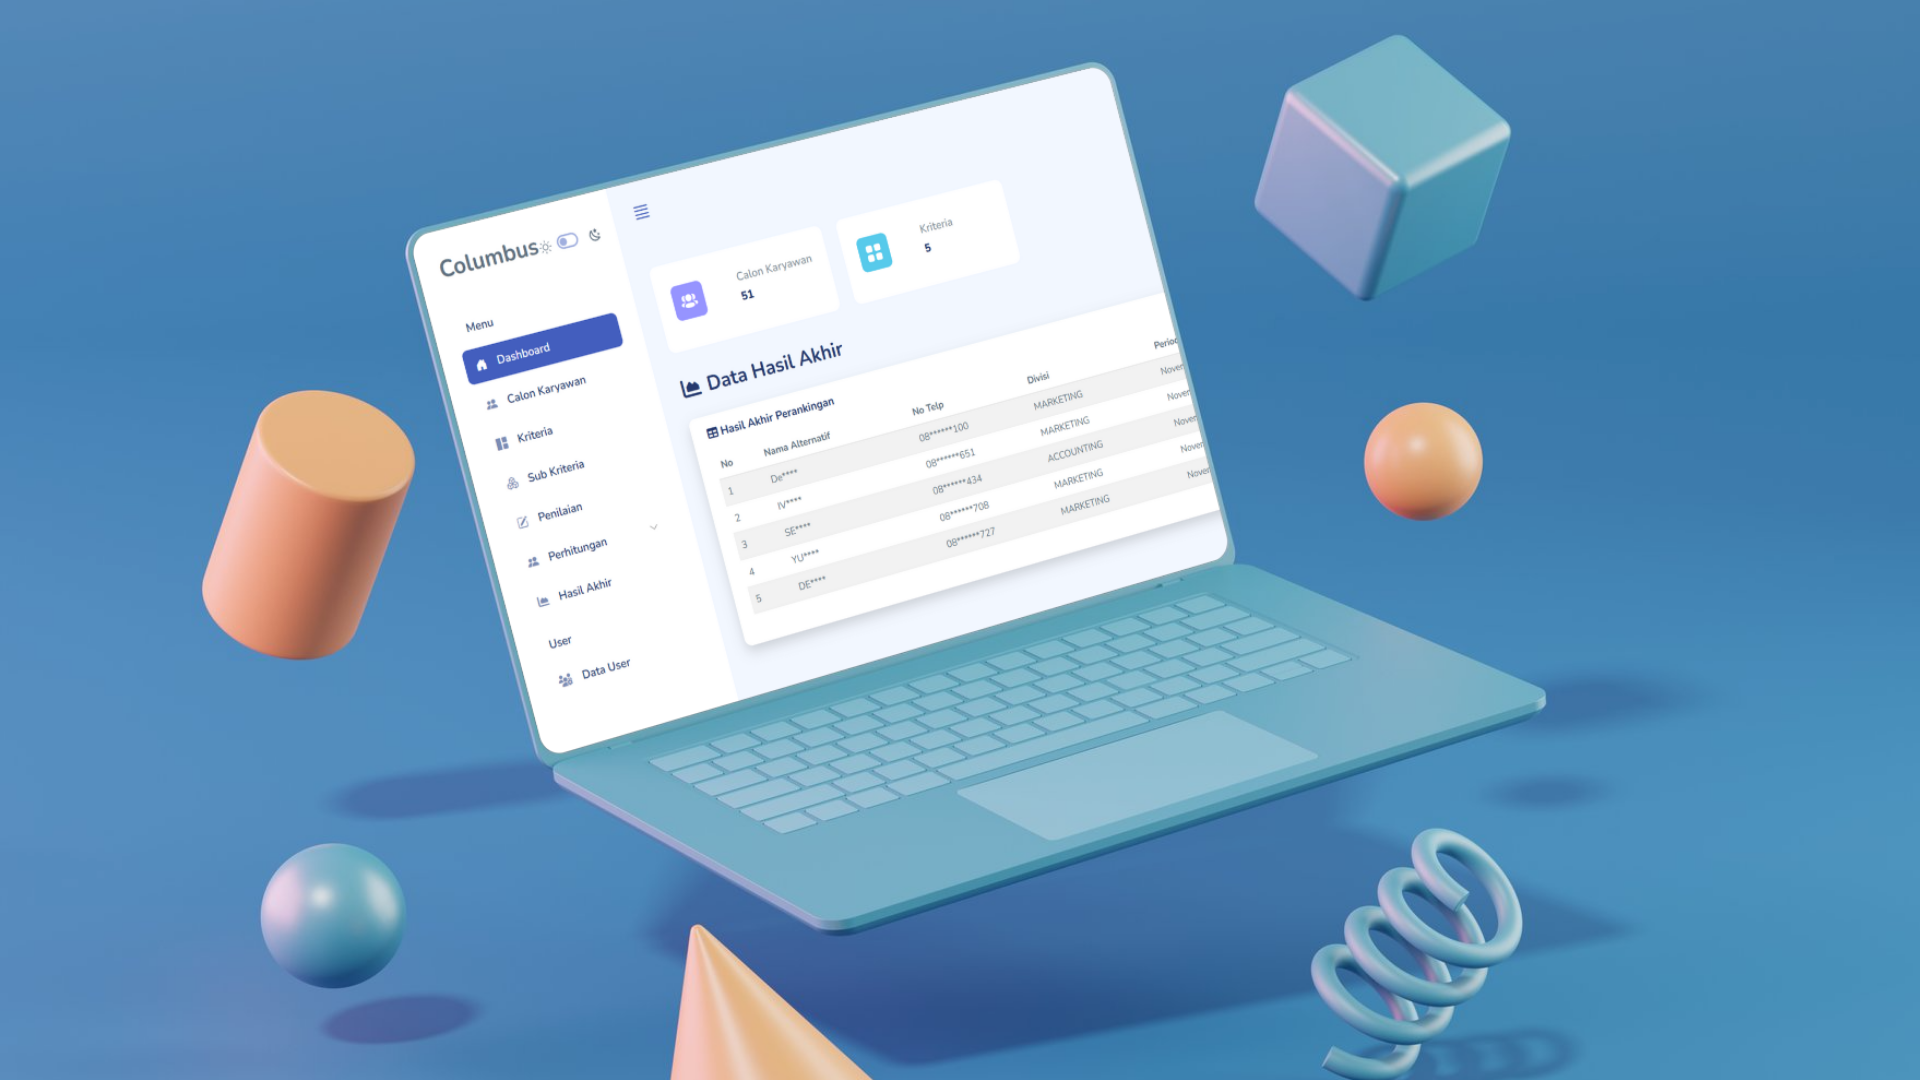 Columbus
Menu
Dashboard
Calon Karyawan
Kriteria
Sub Kriteria
Penilaian
Perhitungan
Hasil Akhir
User
Data User
Calon Karyawan
51
Kriteria
5
Data Hasil Akhir
Hasil Akhir Perankingan
No Nama Alternatif No Telp Divisi
1 De**** 08******100 MARKETING
2 IV**** 08******651 MARKETING
3 SE**** 08******434 ACCOUNTING
4 YU**** 08******708 MARKETING
5 DE**** 08******727 MARKETING